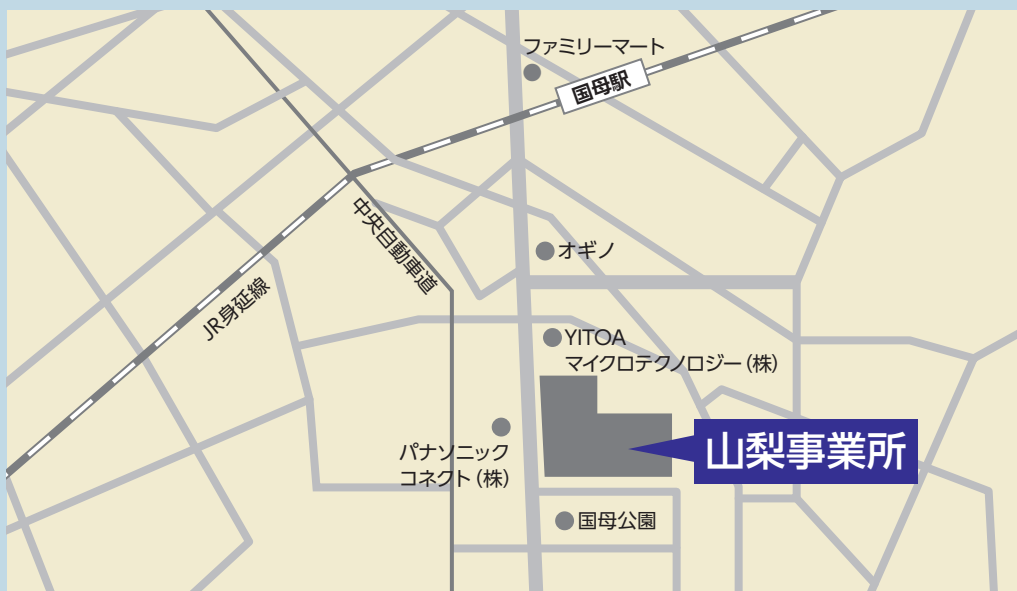 ファミリーマート
国母駅
中央自動車道
オギノ
JR身延線
YITOA
マイクロテクノロジー(株)
パナソニック
コネクト(株)
山梨事業所
国母公園